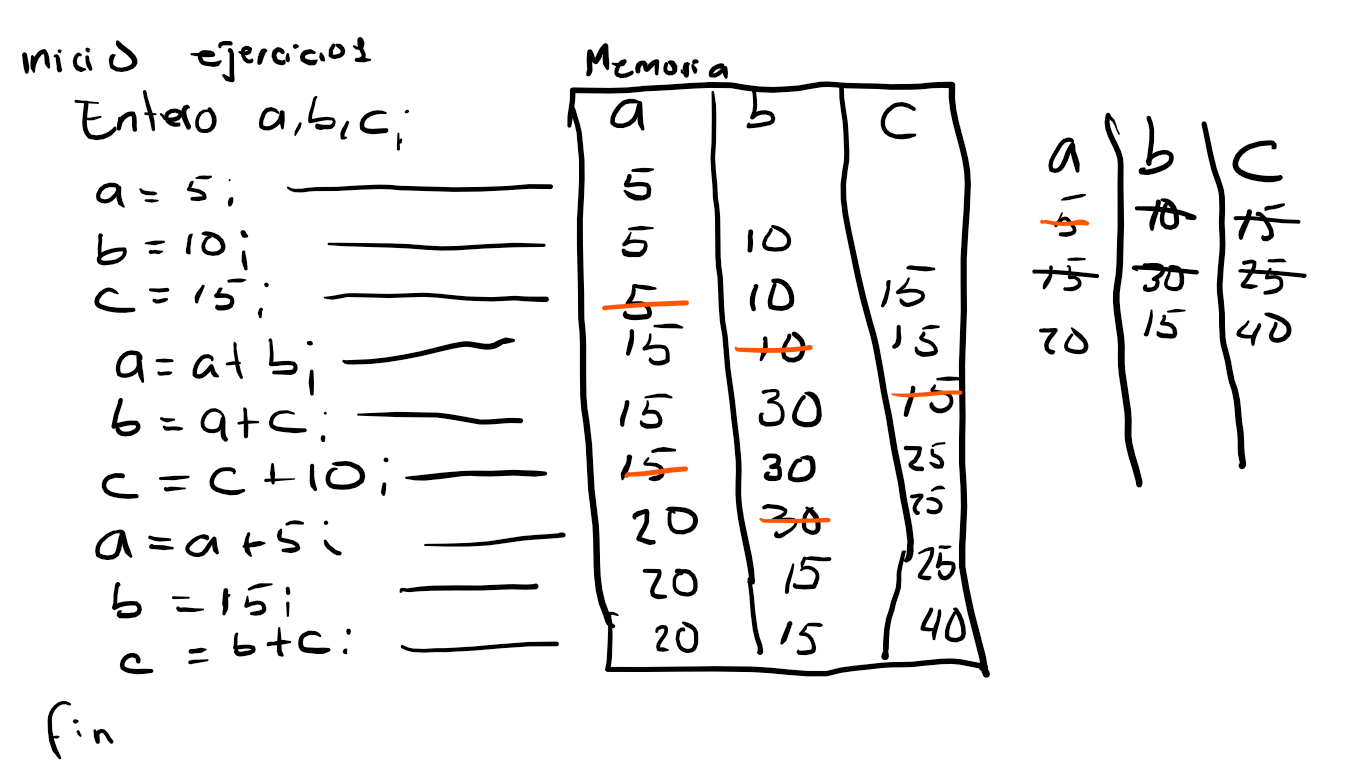 inicio ejercicio1
Entero a,b,c;
a = 5;
b = 10;
c = 15;
a = a + b;
b = a + c;
c = c + 10;
a = a + 5;
b = 15;
c = b + c;
fin
Memoria
a b c
5
5 10
5 10 15
15 10 15
15 30 15
15 30 25
20 30 25
20 15 25
20 15 40
a b c
5 10 15
15 30 25
20 15 40